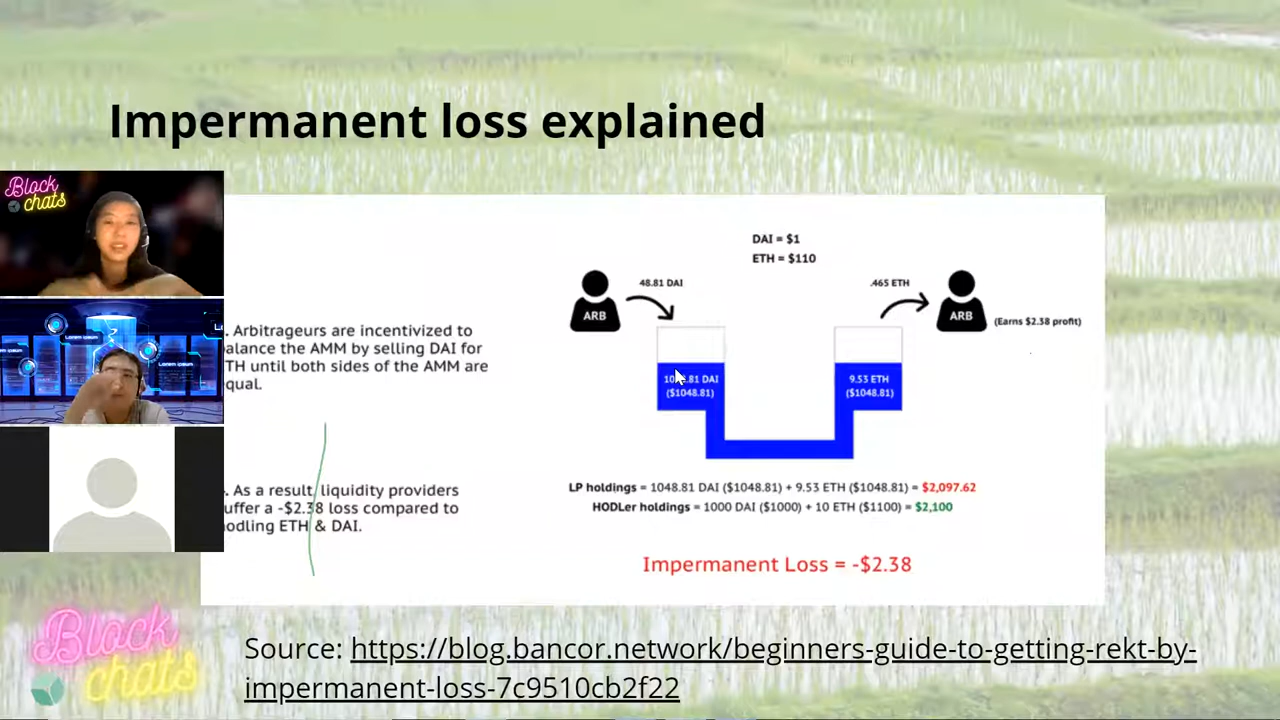 Impermanent loss explained
Block
chats
DAI = $1
ETH = $110
48.81 DAI
.465 ETH
ARB
ARB
(Earns $2.38 profit)
. Arbitrageurs are incentivized to
balance the AMM by selling DAI for
TH until both sides of the AMM are
qual.
81 DAI
($1048.81)
9.53 ETH
($1048.81)
. As a result, liquidity providers
uffer a -$2.38 loss compared to
odling ETH & DAI.
LP holdings = 1048.81 DAI ($1048.81) + 9.53 ETH ($1048.81) = $2,097.62
HODLer holdings = 1000 DAI ($1000) + 10 ETH ($1100) = $2,100
Impermanent Loss = -$2.38
Block
chats
Source: https://blog.bancor.network/beginners-guide-to-getting-rekt-by-
impermanent-loss-7c9510cb2f22